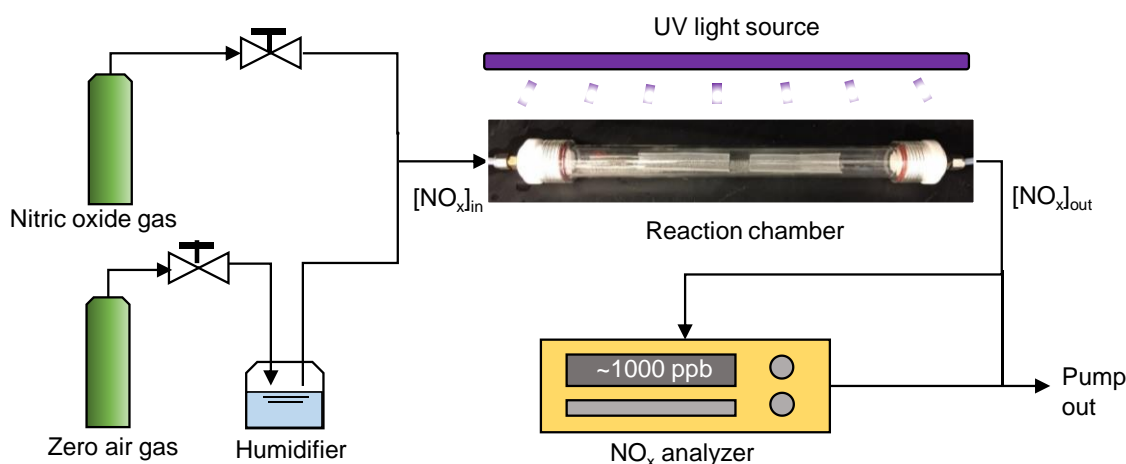 UV light source
Nitric oxide gas
[NOₓ]ᵢₙ
[NOₓ]ₒᵤₜ
Reaction chamber
~1000 ppb
Zero air gas
Humidifier
NOₓ analyzer
Pump
out